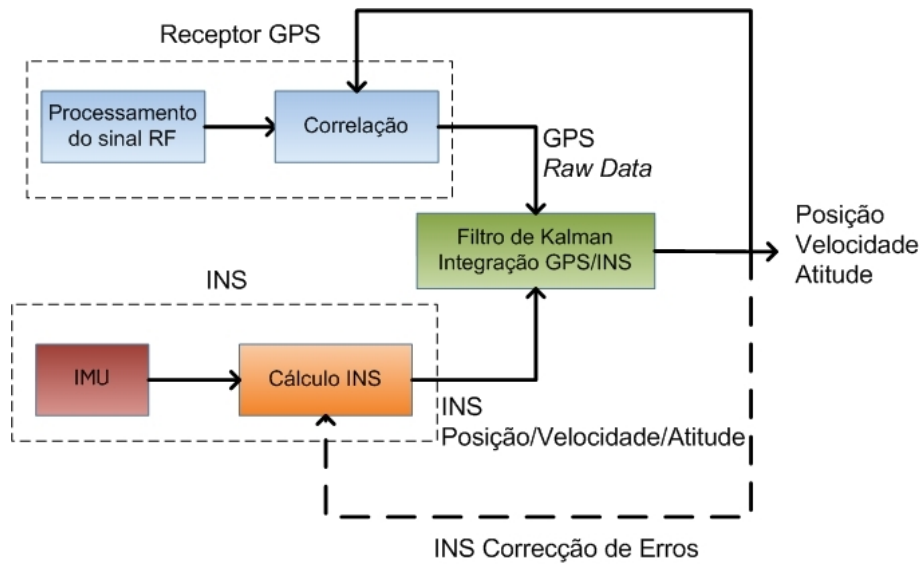 Receptor GPS
Processamento
do sinal RF
Correlação
GPS
Raw Data
Filtro de Kalman
Integração GPS/INS
Posição
Velocidade
Atitude
INS
IMU
Cálculo INS
INS
Posição/Velocidade/Atitude
INS Correcção de Erros